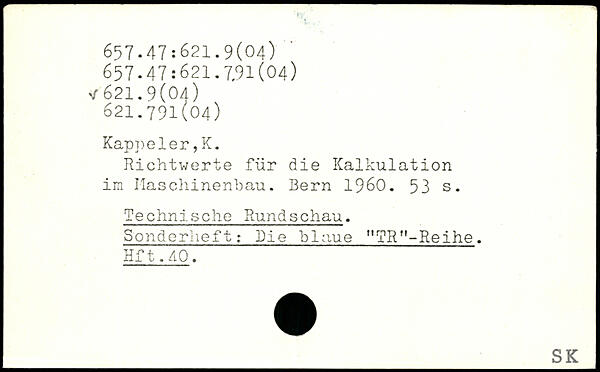 657.47:621.9(04)
657.47:621.791(04)
✓ 621.9(04)
621.791(04)
Kappeler,K.
Richtwerte für die Kalkulation
im Maschinenbau. Bern 1960. 53 s.
Technische Rundschau.
Sonderheft: Die blaue "TR"-Reihe.
Hft.40.
SK